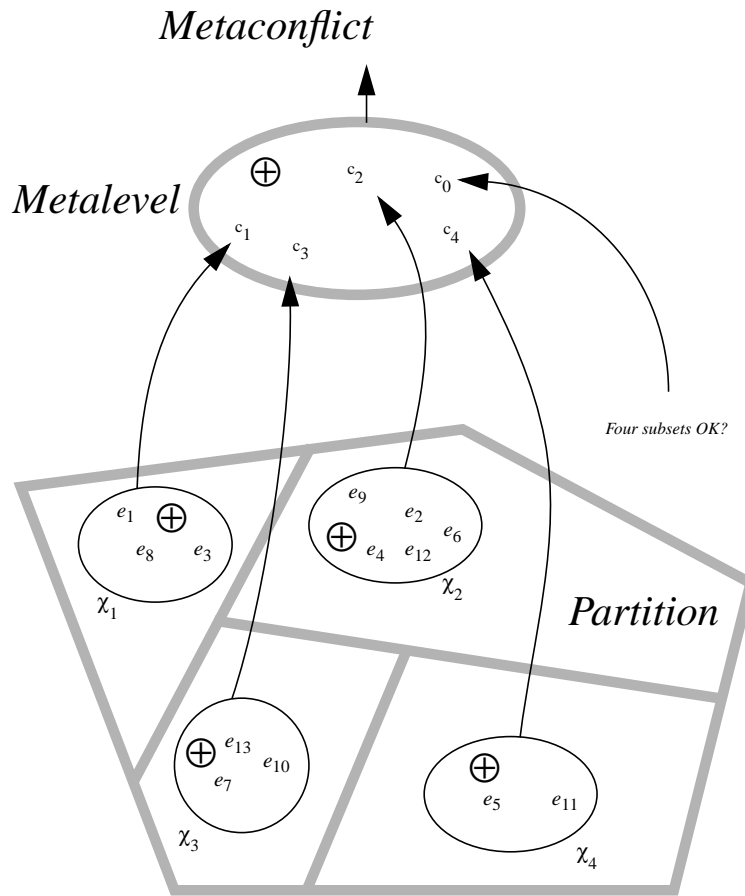 Metaconflict
⊕ c₂ c₀
Metalevel
c₁ c₃ c₄
Four subsets OK?
e₁ ⊕
e₈ e₃
χ₁
e₉ e₂ e₆
⊕ e₄ e₁₂
χ₂
Partition
⊕ e₁₃
e₇ e₁₀
χ₃
⊕
e₅ e₁₁
χ₄